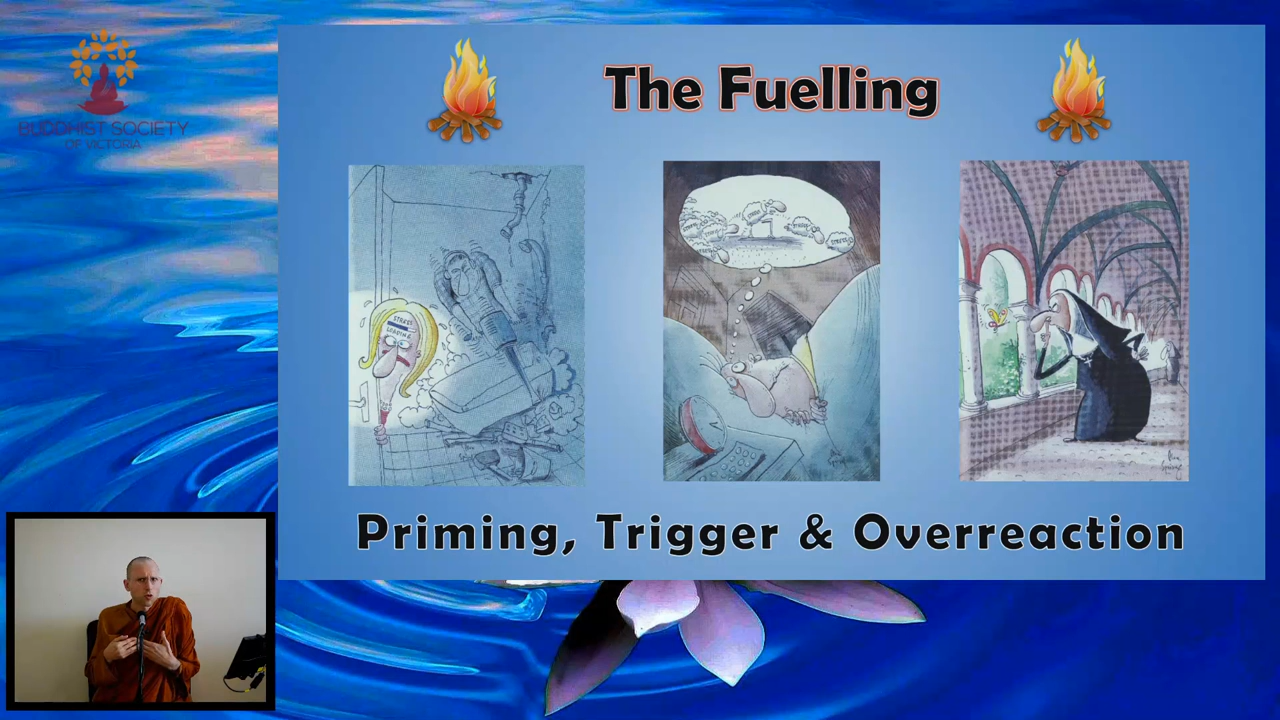 BUDDHIST SOCIETY
OF VICTORIA
The Fuelling
Priming, Trigger & Overreaction